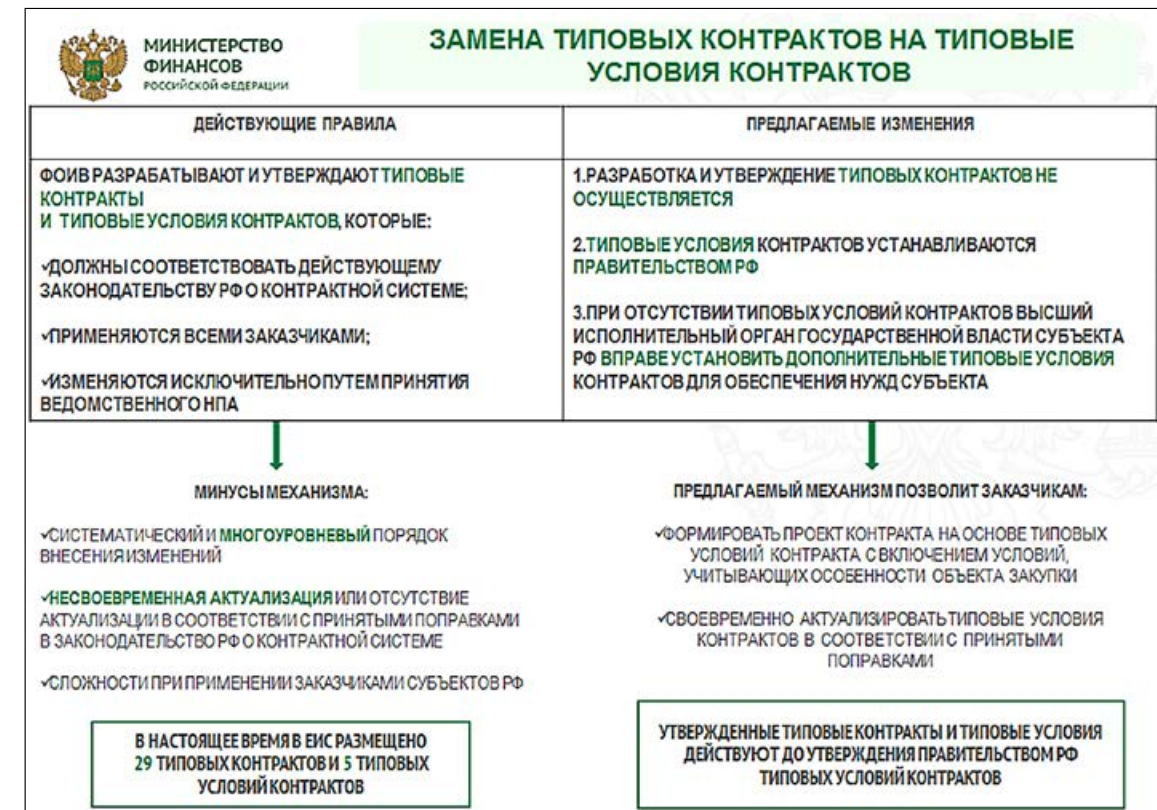 МИНИСТЕРСТВО
ФИНАНСОВ
РОССИЙСКОЙ ФЕДЕРАЦИИ
ЗАМЕНА ТИПОВЫХ КОНТРАКТОВ НА ТИПОВЫЕ
УСЛОВИЯ КОНТРАКТОВ
ДЕЙСТВУЮЩИЕ ПРАВИЛА
ФОИВ РАЗРАБАТЫВАЮТ И УТВЕРЖДАЮТ ТИПОВЫЕ
КОНТРАКТЫ
И ТИПОВЫЕ УСЛОВИЯ КОНТРАКТОВ, КОТОРЫЕ:
✓ДОЛЖНЫ СООТВЕТСТВОВАТЬ ДЕЙСТВУЮЩЕМУ
ЗАКОНОДАТЕЛЬСТВУ РФ О КОНТРАКТНОЙ СИСТЕМЕ;
✓ПРИМЕНЯЮТСЯ ВСЕМИ ЗАКАЗЧИКАМИ;
✓ИЗМЕНЯЮТСЯ ИСКЛЮЧИТЕЛЬНО ПУТЕМ ПРИНЯТИЯ
ВЕДОМСТВЕННОГО НПА
ПРЕДЛАГАЕМЫЕ ИЗМЕНЕНИЯ
1.РАЗРАБОТКА И УТВЕРЖДЕНИЕ ТИПОВЫХ КОНТРАКТОВ НЕ
ОСУЩЕСТВЛЯЕТСЯ
2.ТИПОВЫЕ УСЛОВИЯ КОНТРАКТОВ УСТАНАВЛИВАЮТСЯ
ПРАВИТЕЛЬСТВОМ РФ
3.ПРИ ОТСУТСТВИИ ТИПОВЫХ УСЛОВИЙ КОНТРАКТОВ ВЫСШИЙ
ИСПОЛНИТЕЛЬНЫЙ ОРГАН ГОСУДАРСТВЕННОЙ ВЛАСТИ СУБЪЕКТА
РФ ВПРАВЕ УСТАНОВИТЬ ДОПОЛНИТЕЛЬНЫЕ ТИПОВЫЕ УСЛОВИЯ
КОНТРАКТОВ ДЛЯ ОБЕСПЕЧЕНИЯ НУЖД СУБЪЕКТА
МИНУСЫ МЕХАНИЗМА:
✓СИСТЕМАТИЧЕСКИЙ И МНОГОУРОВНЕВЫЙ ПОРЯДОК
ВНЕСЕНИЯ ИЗМЕНЕНИЙ
✓НЕСВОЕВРЕМЕННАЯ АКТУАЛИЗАЦИЯ ИЛИ ОТСУТСТВИЕ
АКТУАЛИЗАЦИИ В СООТВЕТСТВИИ С ПРИНЯТЫМИ ПОПРАВКАМИ
В ЗАКОНОДАТЕЛЬСТВО РФ О КОНТРАКТНОЙ СИСТЕМЕ
✓СЛОЖНОСТИ ПРИ ПРИМЕНЕНИИ ЗАКАЗЧИКАМИ СУБЪЕКТОВ РФ
В НАСТОЯЩЕЕ ВРЕМЯ В ЕИС РАЗМЕЩЕНО
29 ТИПОВЫХ КОНТРАКТОВ И 5 ТИПОВЫХ
УСЛОВИЙ КОНТРАКТОВ
ПРЕДЛАГАЕМЫЙ МЕХАНИЗМ ПОЗВОЛИТ ЗАКАЗЧИКАМ:
✓ФОРМИРОВАТЬ ПРОЕКТ КОНТРАКТА НА ОСНОВЕ ТИПОВЫХ
УСЛОВИЙ КОНТРАКТА С ВКЛЮЧЕНИЕМ УСЛОВИЙ,
УЧИТЫВАЮЩИХ ОСОБЕННОСТИ ОБЪЕКТА ЗАКУПКИ
✓СВОЕВРЕМЕННО АКТУАЛИЗИРОВАТЬ ТИПОВЫЕ УСЛОВИЯ
КОНТРАКТОВ В СООТВЕТСТВИИ С ПРИНЯТЫМИ
ПОПРАВКАМИ
УТВЕРЖДЕННЫЕ ТИПОВЫЕ КОНТРАКТЫ И ТИПОВЫЕ УСЛОВИЯ
ДЕЙСТВУЮТ ДО УТВЕРЖДЕНИЯ ПРАВИТЕЛЬСТВОМ РФ
ТИПОВЫХ УСЛОВИЙ КОНТРАКТОВ